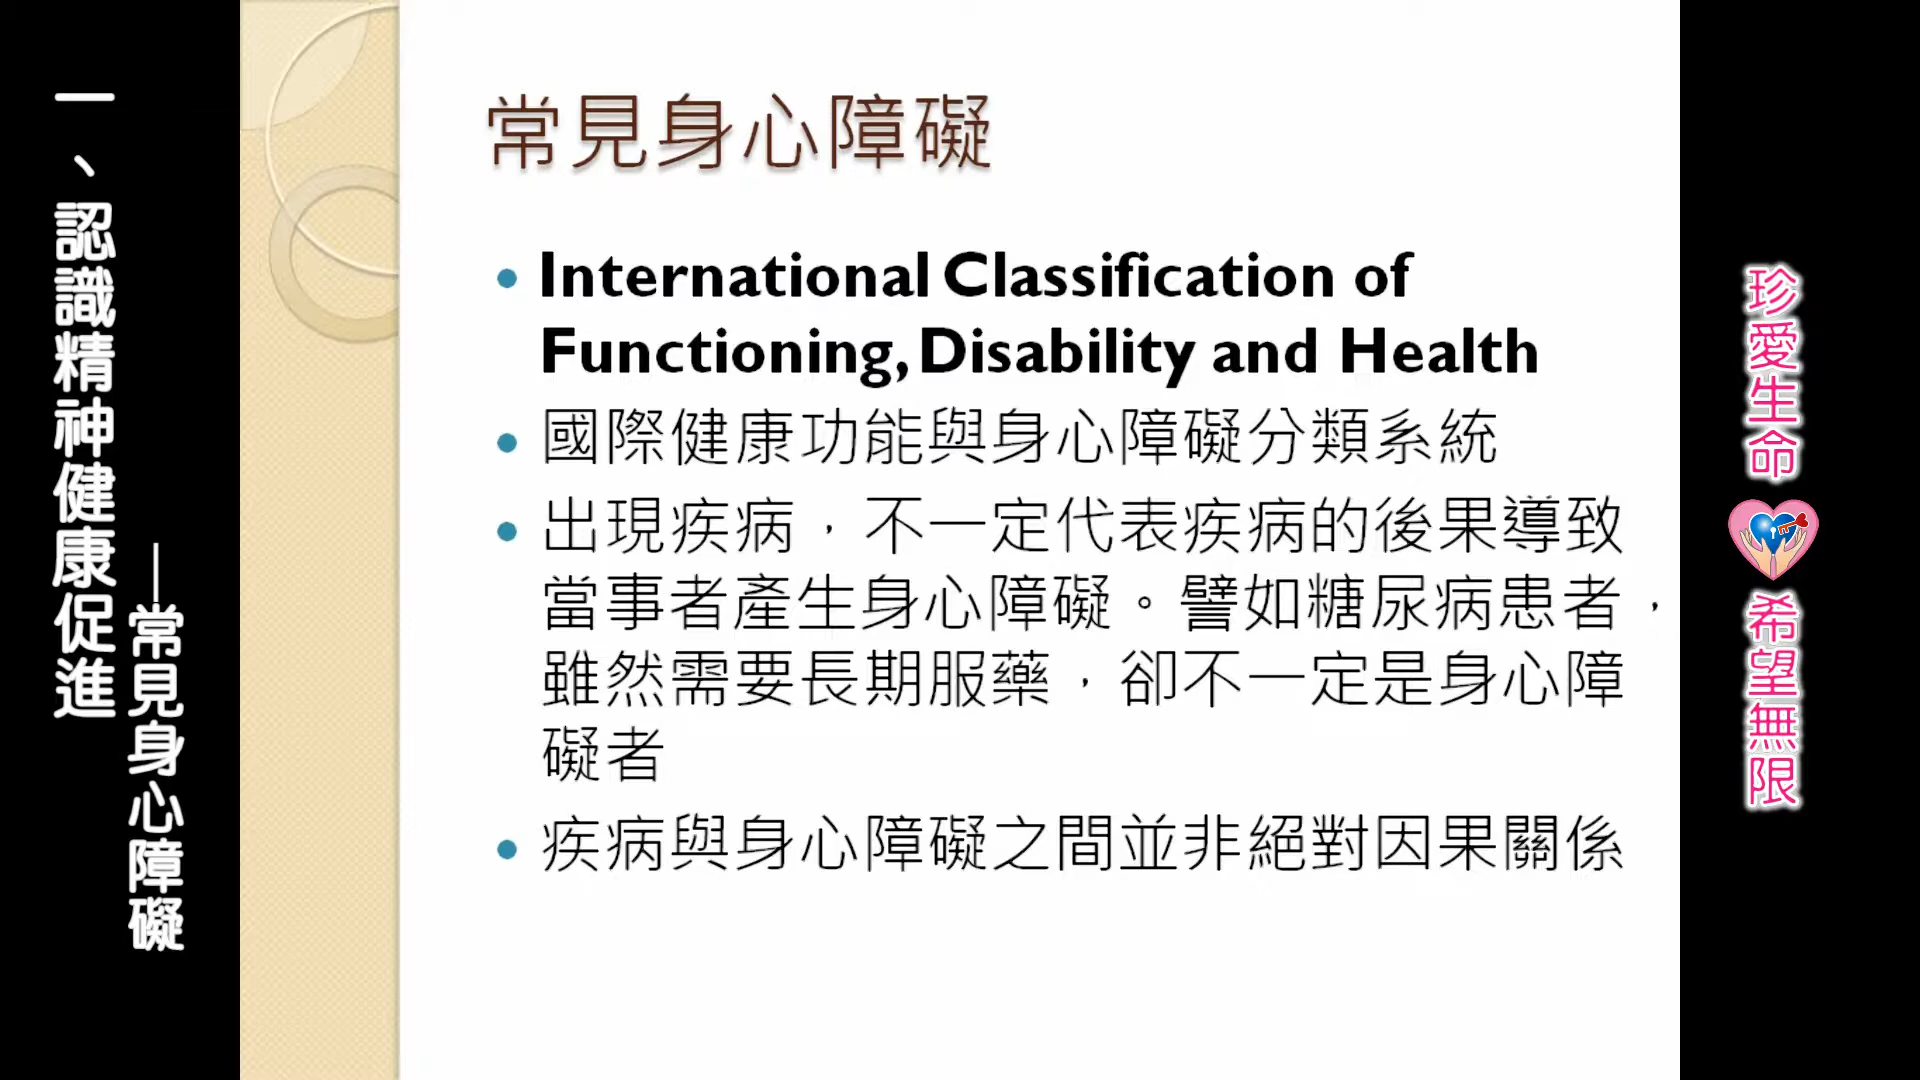 一、認識精神健康促進
—常見身心障礙
常見身心障礙
International Classification of
Functioning, Disability and Health
國際健康功能與身心障礙分類系統
出現疾病，不一定代表疾病的後果導致
當事者產生身心障礙。譬如糖尿病患者，
雖然需要長期服藥，卻不一定是身心障
礙者
疾病與身心障礙之間並非絕對因果關係
珍愛生命
希望無限